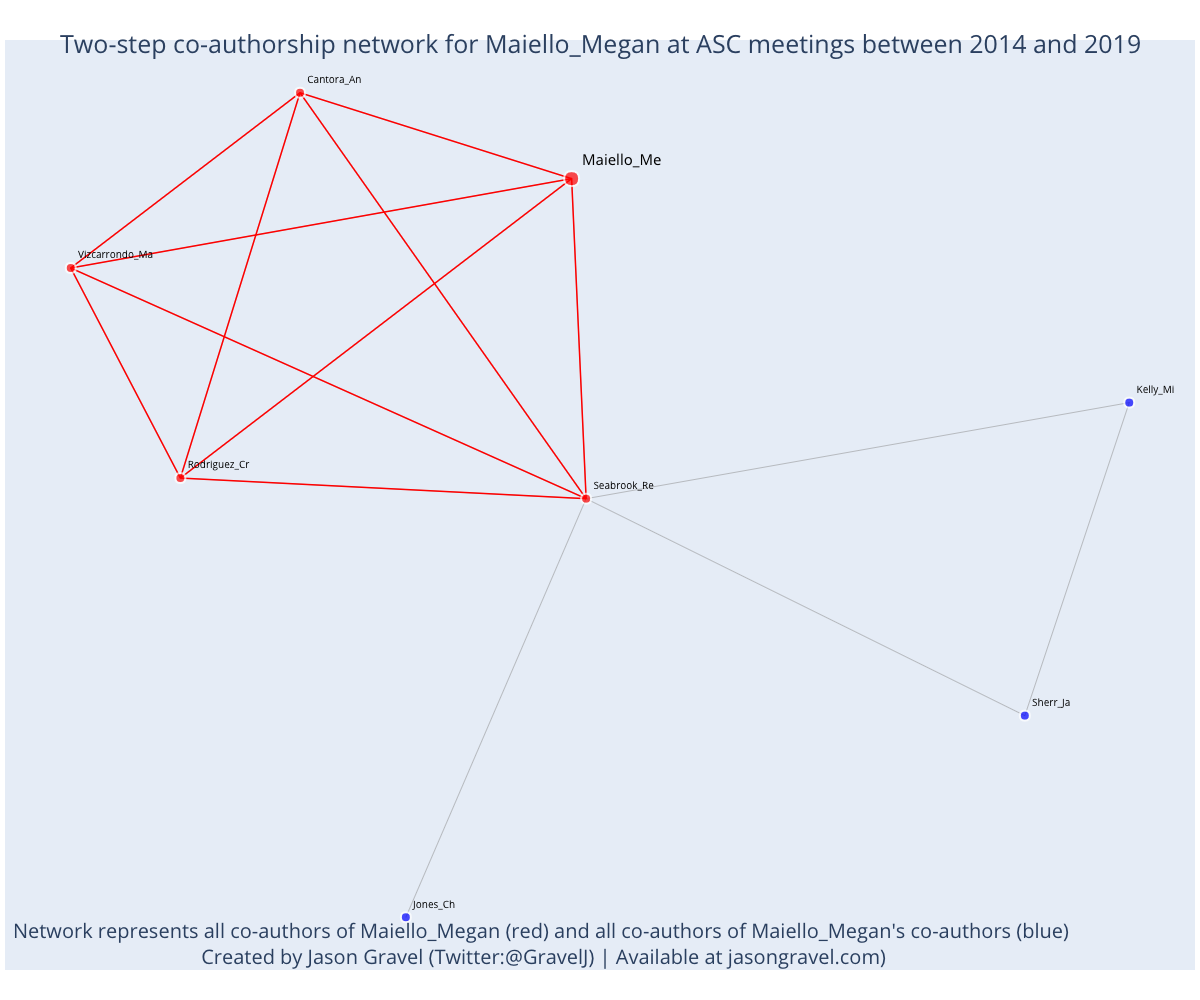 Two-step co-authorship network for Maiello_Megan at ASC meetings between 2014 and 2019
Cantora_An
Maiello_Me
Vizcarrondo_Ma
Kelly_Mi
Rodriguez_Cr
Seabrook_Re
Sherr_Ja
Jones_Ch
Network represents all co-authors of Maiello_Megan (red) and all co-authors of Maiello_Megan's co-authors (blue)
Created by Jason Gravel (Twitter:@GravelJ) | Available at jasongravel.com)